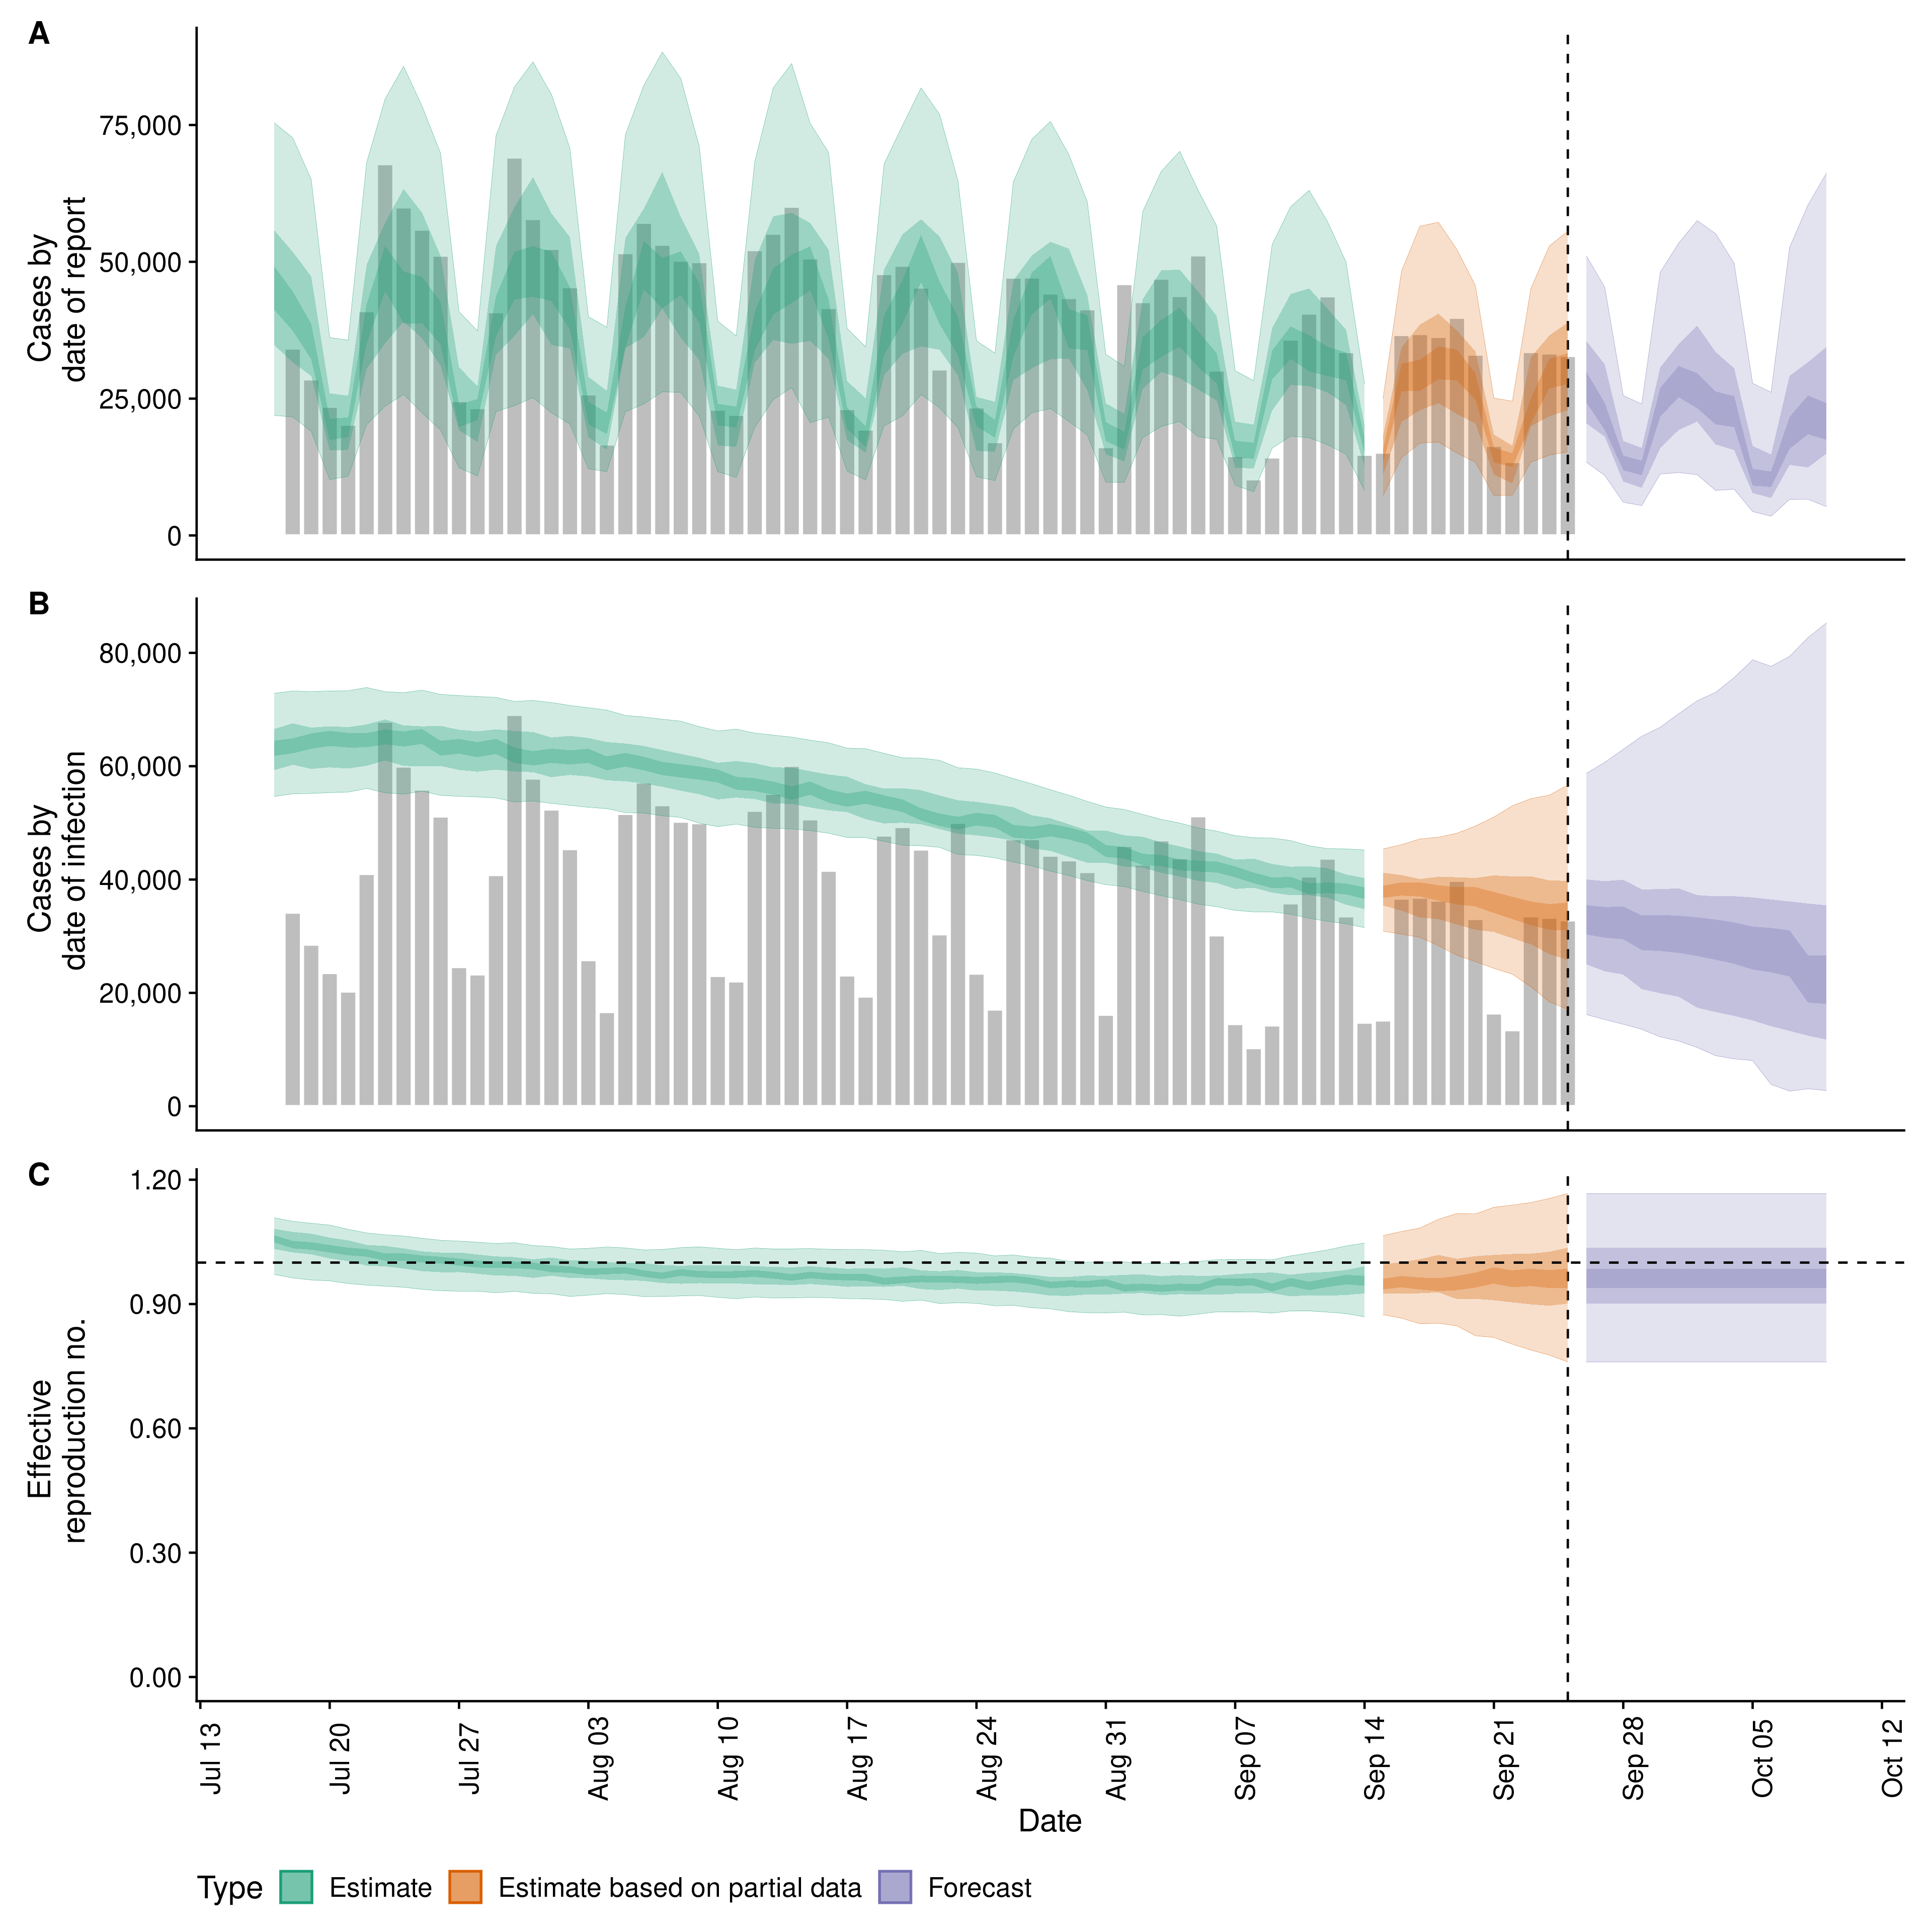 A
Cases by
date of report
75,000
50,000
25,000
0
B
Cases by
date of infection
80,000
60,000
40,000
20,000
0
C
Effective
reproduction no.
1.20
0.90
0.60
0.30
0.00
Jul 13
Jul 20
Jul 27
Aug 03
Aug 10
Aug 17
Aug 24
Aug 31
Sep 07
Sep 14
Sep 21
Sep 28
Oct 05
Oct 12
Date
Type Estimate Estimate based on partial data Forecast